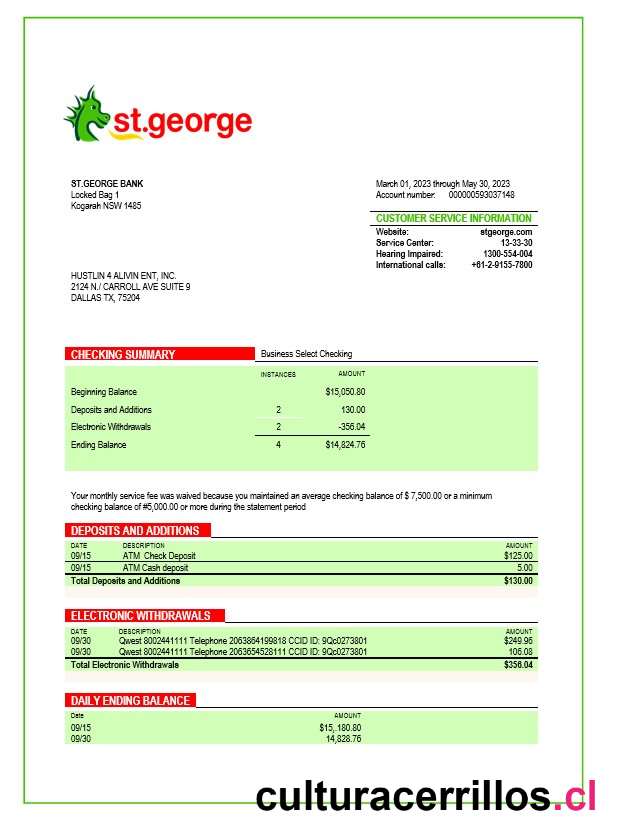 st.george
ST.GEORGE BANK
Locked Bag 1
Kogarah NSW 1485
March 01, 2023 through May 30, 2023
Account number: 000000593037148
CUSTOMER SERVICE INFORMATION
Website: stgeorge.com
Service Center: 13-33-30
Hearing Impaired: 1300-554-004
International calls: +61-2-9155-7800
HUSTLIN 4 ALIVIN ENT, INC.
2124 N./ CARROLL AVE SUITE 9
DALLAS TX, 75204
CHECKING SUMMARY Business Select Checking
INSTANCES AMOUNT
Beginning Balance $15,050.80
Deposits and Additions 2 130.00
Electronic Withdrawals 2 -356.04
Ending Balance 4 $14,824.76
Your monthly service fee was waived because you maintained an average checking balance of $ 7,500.00 or a minimum
checking balance of #5,000.00 or more during the statement period
DEPOSITS AND ADDITIONS
DATE DESCRIPTION AMOUNT
09/15 ATM Check Deposit $125.00
09/15 ATM Cash deposit 5.00
Total Deposits and Additions $130.00
ELECTRONIC WITHDRAWALS
DATE DESCRIPTION AMOUNT
09/30 Qwest 8002441111 Telephone 2063864199818 CCID ID: 9Qc0273801 $249.96
09/30 Qwest 8002441111 Telephone 2063654528111 CCID ID: 9Qc0273801 106.08
Total Electronic Withdrawals $356.04
DAILY ENDING BALANCE
Date AMOUNT
09/15 $15,.180.80
09/30 14,828.76
culturacerrillos.cl